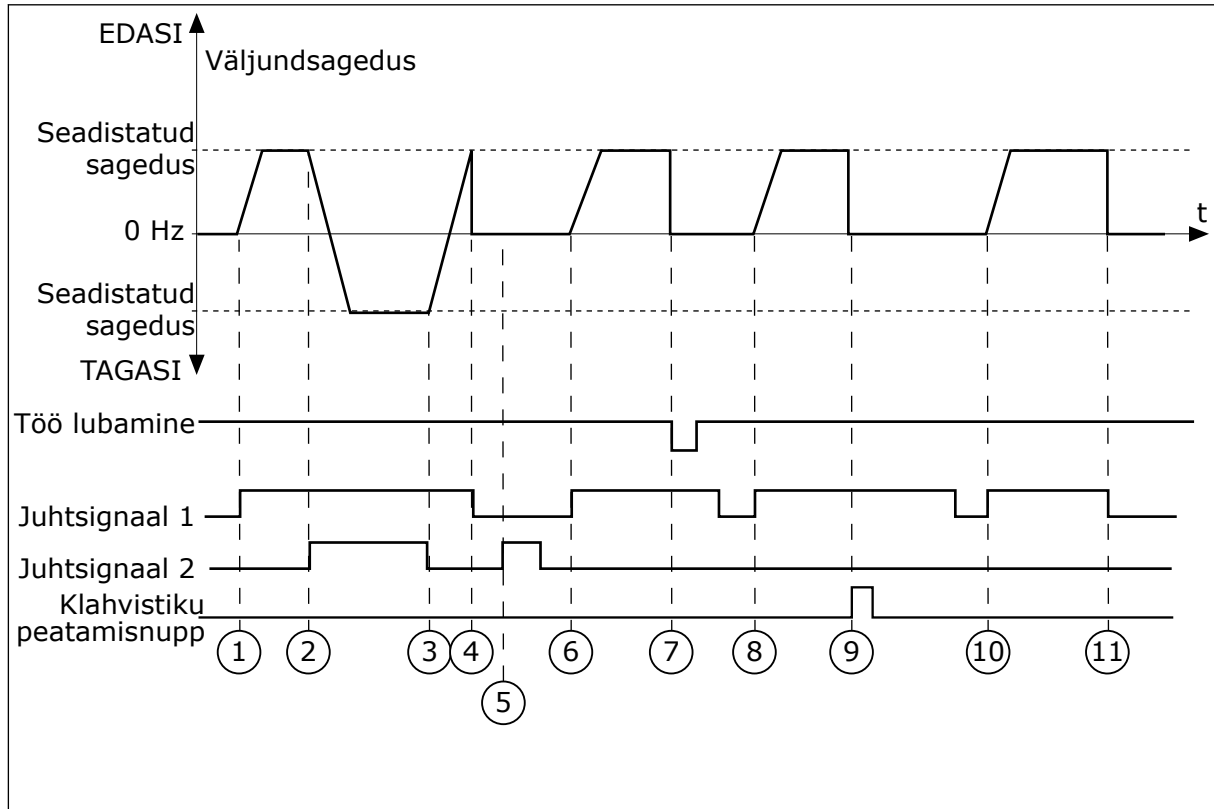 EDASI
Väljundsagedus
Seadistatud
sagedus
0 Hz
t
Seadistatud
sagedus
TAGASI
Töö lubamine
Juhtsignaal 1
Juhtsignaal 2
Klahvistiku
peatamisnupp
1 2 3 4 6 7 8 9 10 11
5